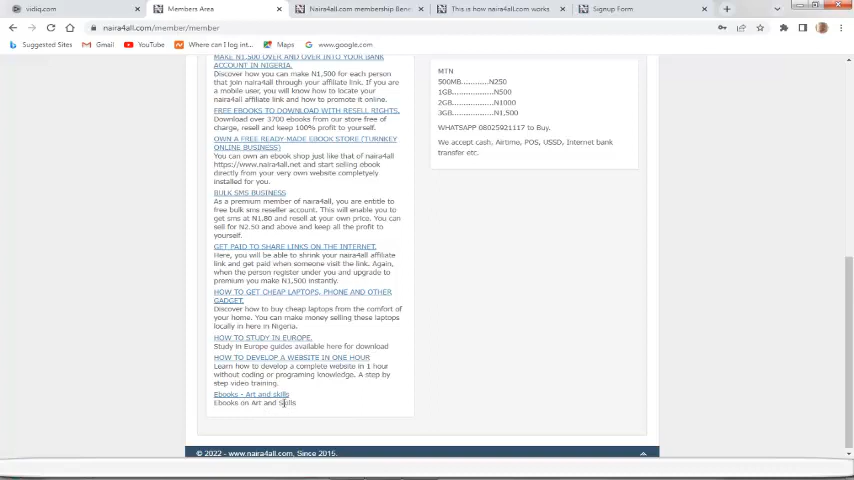 vidiq.com
Members Area
Naira4all.com membership Bene
This is how naira4all.com works
Signup Form
naira4all.com/member/member
Suggested Sites
Gmail
YouTube
Where can I log int...
Maps
www.google.com
MAKE N1,500 OVER AND OVER INTO YOUR BANK
ACCOUNT IN NIGERIA.
Discover how you can make N1,500 for each person
that join naira4all through your affiliate link. If you are
a mobile user, you will know how to locate your
naira4all affiliate link and how to promote it online.
FREE EBOOKS TO DOWNLOAD WITH RESELL RIGHTS.
Download over 3700 ebooks from our store free of
charge, resell and keep 100% profit to yourself.
OWN A FREE READY-MADE EBOOK STORE (TURNKEY
ONLINE BUSINESS)
You can own an ebook shop just like that of naira4all
https://www.naira4all.net and start selling ebook
directly from your very own website completely
installed for you.
BULK SMS BUSINESS
As a premium member of naira4all, you are entitle to
free bulk sms reseller account. This will enable you to
get sms at N1.80 and resell at your own price. You can
sell for N2.50 and above and keep all the profit to
yourself.
GET PAID TO SHARE LINKS ON THE INTERNET.
Here, you will be able to shrink your naira4all affiliate
link and get paid when someone visit the link. Again,
when the person register under you and upgrade to
premium you make N1,500 instantly.
HOW TO GET CHEAP LAPTOPS, PHONE AND OTHER
GADGET.
Discover how to buy cheap laptops from the comfort of
your home. You can make money selling these laptops
locally in here in Nigeria.
HOW TO STUDY IN EUROPE.
Study in Europe guides available here for download
HOW TO DEVELOP A WEBSITE IN ONE HOUR
Learn how to develop a complete website in 1 hour
without coding or programing knowledge. A step by
step video training.
Ebooks - Art and skills
Ebooks on Art and Skills
MTN
500MB............N250
1GB..............N500
2GB..............N1000
3GB..............N1,500
WHATSAPP 08025921117 to Buy.
We accept cash, Airtime, POS, USSD, Internet bank
transfer etc.
© 2022 - www.naira4all.com, Since 2015.